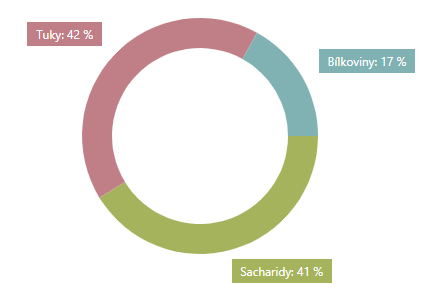 Tuky: 42 %
Bílkoviny: 17 %
Sacharidy: 41 %